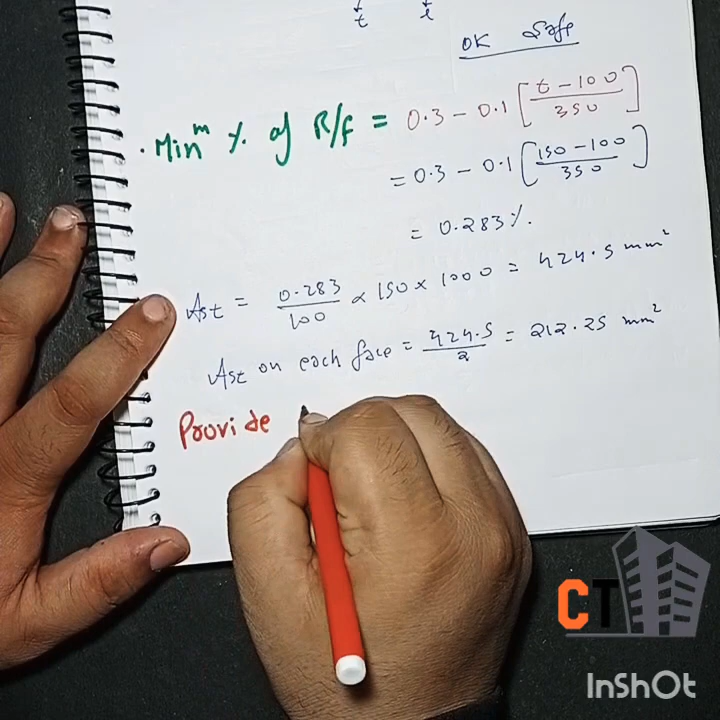 t t
OK Safe
. Minᵐ % of R/f = 0.3 - 0.1 [(t - 100)/350]
= 0.3 - 0.1 [(150 - 100)/350]
= 0.283 %.
Ast = 0.283/100 × 150 × 1000 = 424.5 mm²
Ast on each face = 424.5/2 = 212.25 mm²
Provide
CT
InShOt